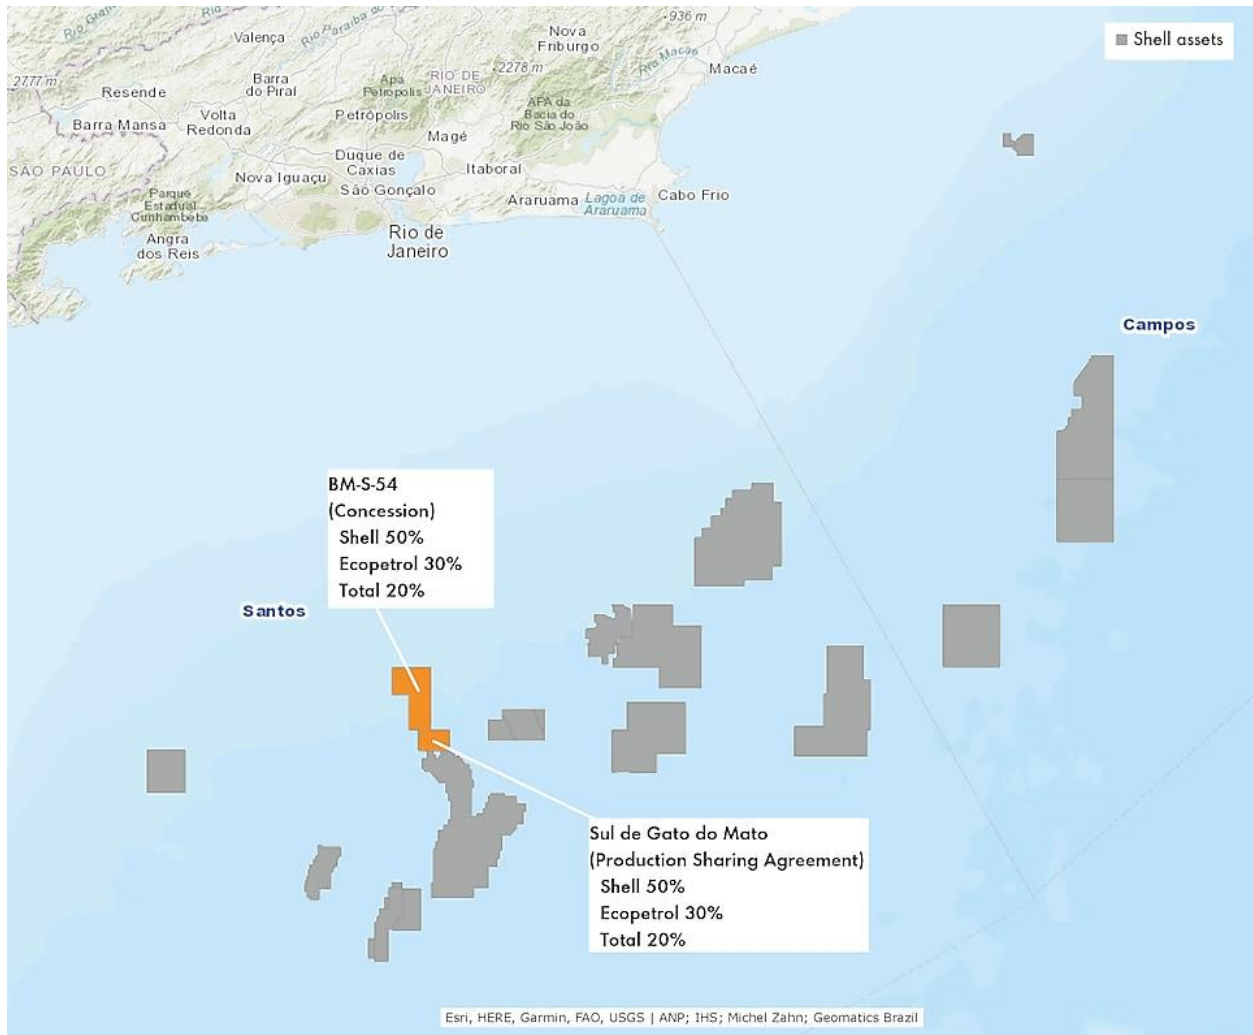 936 m
Rio Paraiba do
Valença
Nova
Friburgo
Shell assets
2777 m
2278 m
RIO DE
JANEIRO
Rio Macaé
Macaé
Resende
Barra
do Piraí
Apa
Petropolis
Barra Mansa
Volta
Redonda
Petrópolis
APA da
Bacia do
Rio São João
Magé
Duque de
Caxias
SÃO PAULO
Nova Iguaçu
Itaboraí
São Gonçalo
Parque
Estadual
Cunhambebe
Araruama
Lagoa de
Araruama
Cabo Frio
Angra
dos Reis
Rio de
Janeiro
Campos
BM-S-54
(Concession)
Shell 50%
Ecopetrol 30%
Total 20%
Santos
Sul de Gato do Mato
(Production Sharing Agreement)
Shell 50%
Ecopetrol 30%
Total 20%
Esri, HERE, Garmin, FAO, USGS | ANP; IHS; Michel Zahn; Geomatics Brazil